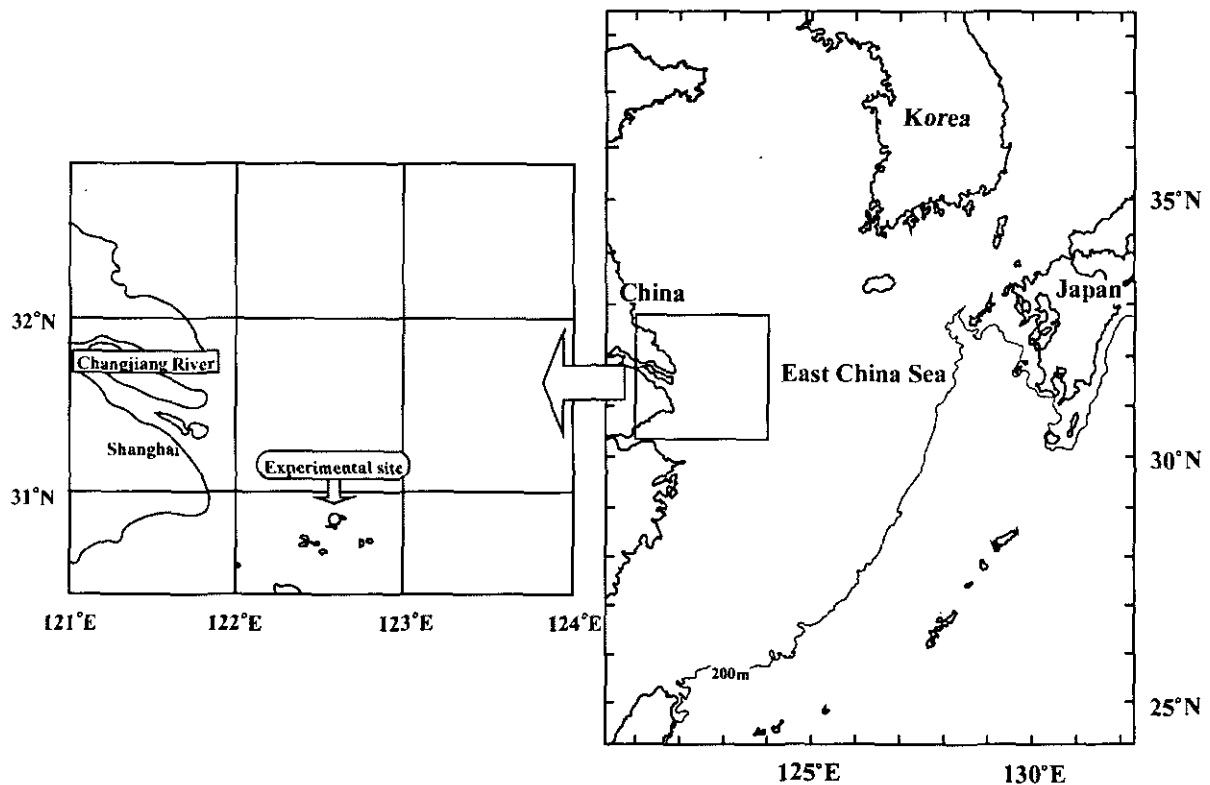 Korea
35°N
China
Japan
32°N
Changjiang River
East China Sea
Shanghai
Experimental site
30°N
31°N
121°E
122°E
123°E
124°E
200m
25°N
125°E
130°E